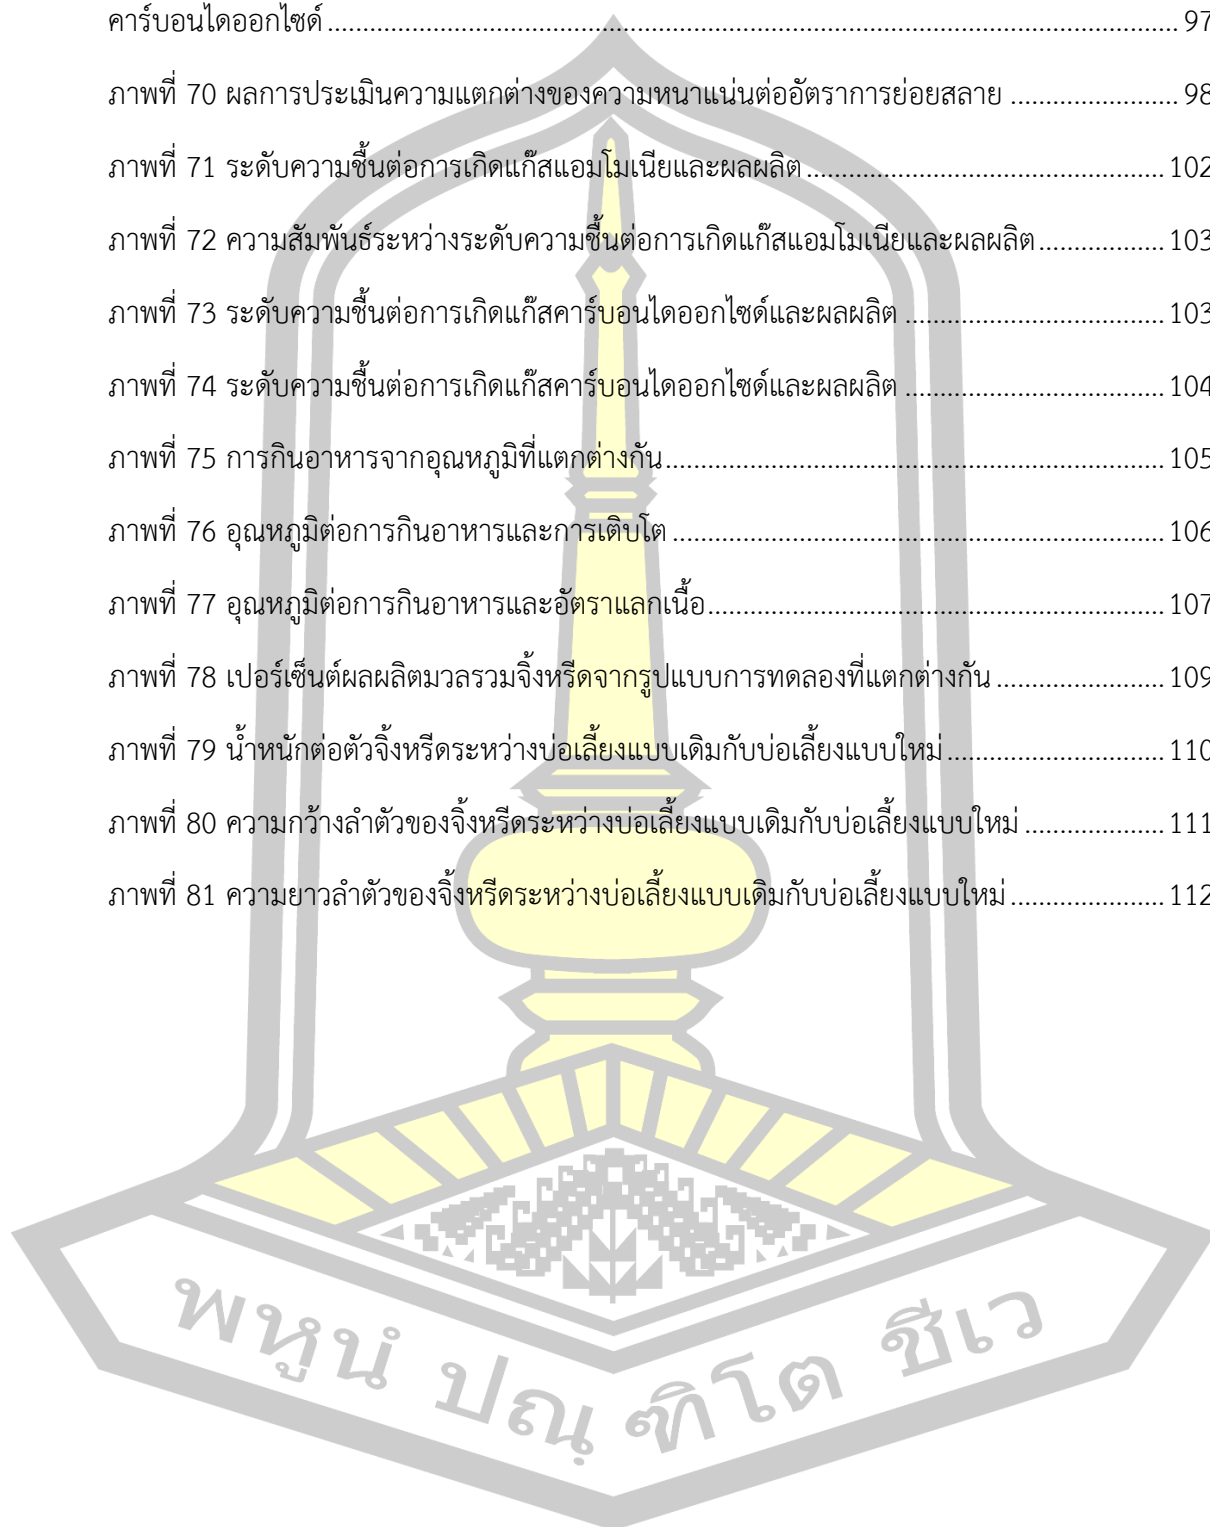 คาร์บอนไดออกไซด์ ........................................................................................................................ 97
ภาพที่ 70 ผลการประเมินความแตกต่างของความหนาแน่นต่ออัตราการย่อยสลาย ........................ 98
ภาพที่ 71 ระดับความชื้นต่อการเกิดแก๊สแอมโมเนียและผลผลิต ................................................... 102
ภาพที่ 72 ความสัมพันธ์ระหว่างระดับความชื้นต่อการเกิดแก๊สแอมโมเนียและผลผลิต .................. 103
ภาพที่ 73 ระดับความชื้นต่อการเกิดแก๊สคาร์บอนไดออกไซด์และผลผลิต ..................................... 103
ภาพที่ 74 ระดับความชื้นต่อการเกิดแก๊สคาร์บอนไดออกไซด์และผลผลิต ..................................... 104
ภาพที่ 75 การกินอาหารจากอุณหภูมิที่แตกต่างกัน ....................................................................... 105
ภาพที่ 76 อุณหภูมิต่อการกินอาหารและการเติบโต ...................................................................... 106
ภาพที่ 77 อุณหภูมิต่อการกินอาหารและอัตราแลกเนื้อ ................................................................. 107
ภาพที่ 78 เปอร์เซ็นต์ผลผลิตมวลรวมจิ้งหรีดจากรูปแบบการทดลองที่แตกต่างกัน ........................ 109
ภาพที่ 79 น้ำหนักต่อตัวจิ้งหรีดระหว่างบ่อเลี้ยงแบบเดิมกับบ่อเลี้ยงแบบใหม่ ............................... 110
ภาพที่ 80 ความกว้างลำตัวของจิ้งหรีดระหว่างบ่อเลี้ยงแบบเดิมกับบ่อเลี้ยงแบบใหม่ .................... 111
ภาพที่ 81 ความยาวลำตัวของจิ้งหรีดระหว่างบ่อเลี้ยงแบบเดิมกับบ่อเลี้ยงแบบใหม่ ...................... 112
พหูนํ ปณฺฑิโต ชีเว